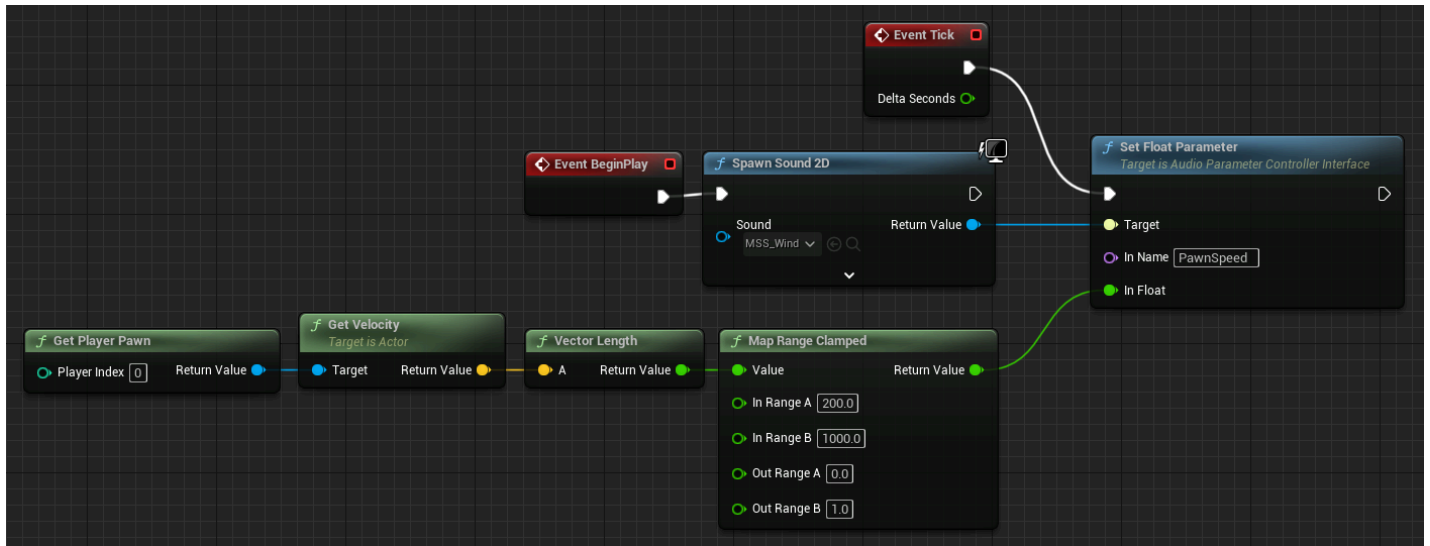 Event Tick
Delta Seconds
Event BeginPlay
Spawn Sound 2D
Sound
MSS_Wind
Return Value
Set Float Parameter
Target is Audio Parameter Controller Interface
Target
In Name PawnSpeed
In Float
Get Player Pawn
Player Index 0
Return Value
Get Velocity
Target is Actor
Target
Return Value
Vector Length
A
Return Value
Map Range Clamped
Value
Return Value
In Range A 200.0
In Range B 1000.0
Out Range A 0.0
Out Range B 1.0